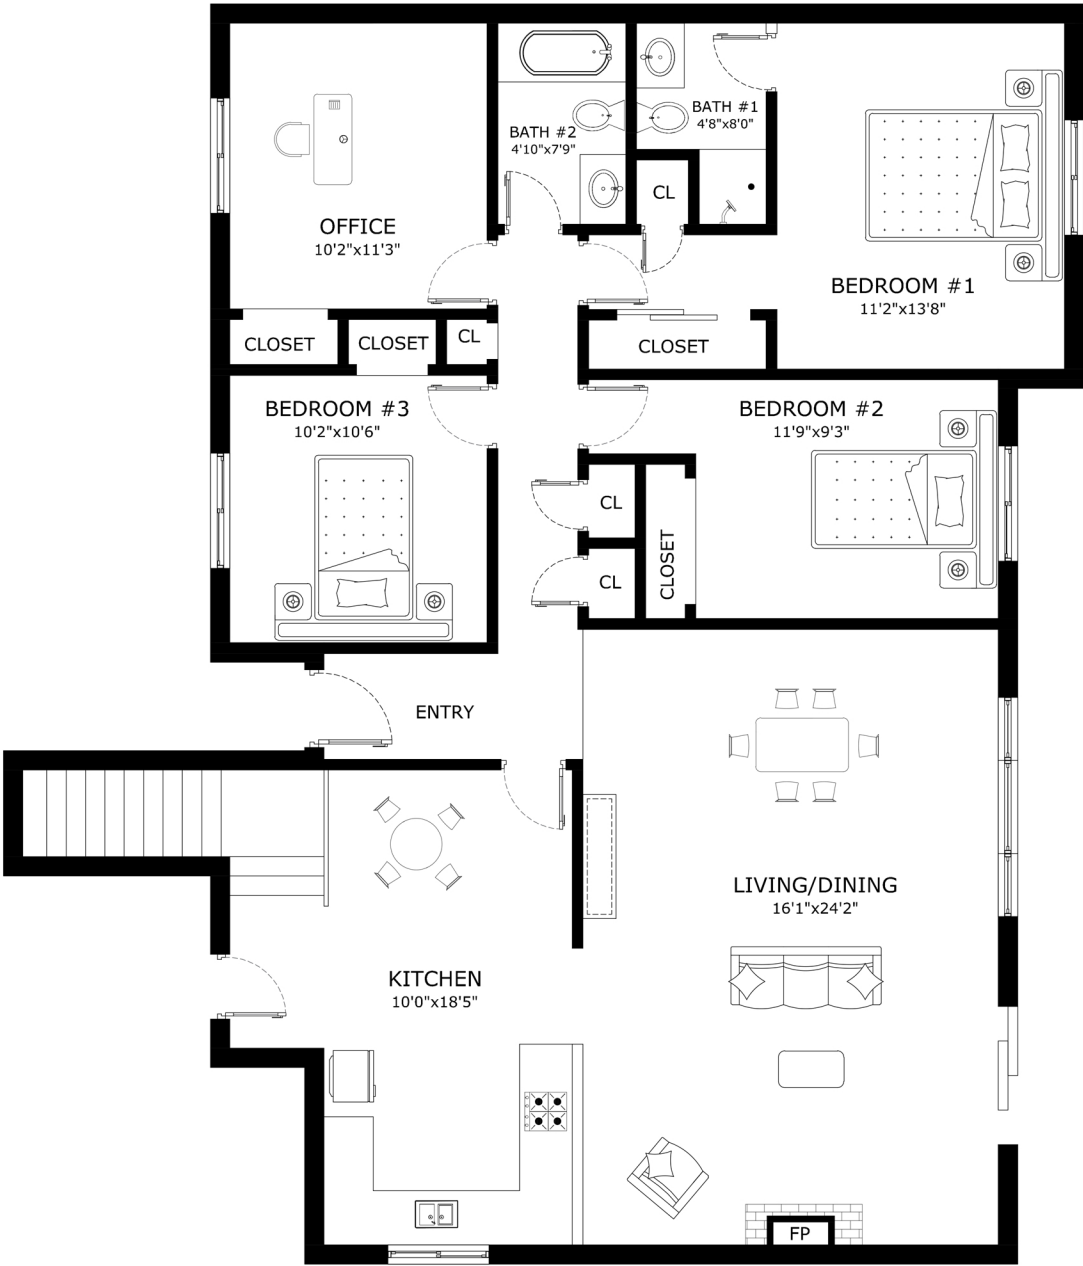 BATH #1
4'8"x8'0"
BATH #2
4'10"x7'9"
CL
OFFICE
10'2"x11'3"
BEDROOM #1
11'2"x13'8"
CLOSET
CLOSET
CL
CLOSET
BEDROOM #3
10'2"x10'6"
BEDROOM #2
11'9"x9'3"
CL
CLOSET
CL
ENTRY
LIVING/DINING
16'1"x24'2"
KITCHEN
10'0"x18'5"
FP